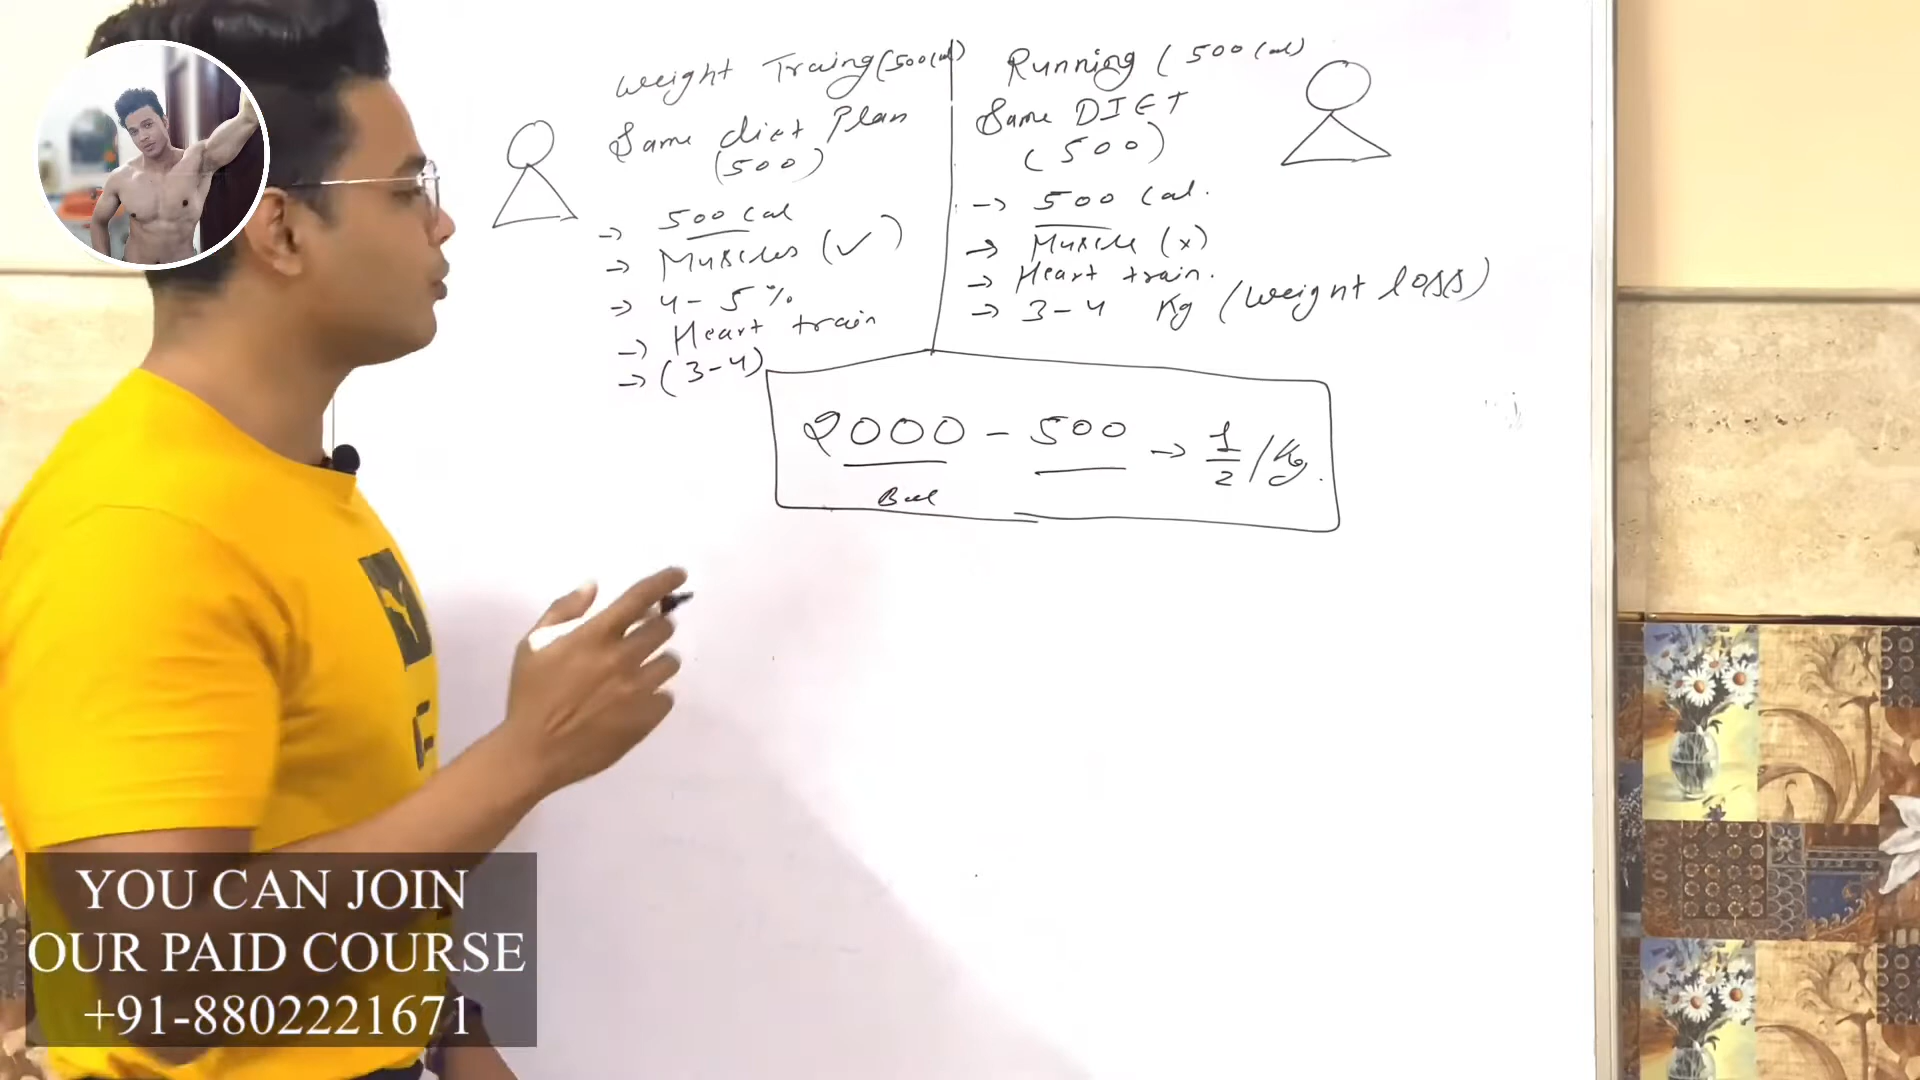 Weight Traing (500 Cal)
Same diet Plan
(500)
→ 500 Cal
→ Muscles (✓)
→ 4 - 5 %
→ Heart train
→ (3-4)
Running (500 Cal)
Same DIET
(500)
→ 500 Cal.
→ Muscle (x)
→ Heart train.
→ 3-4 Kg (Weight loss)
2000 - 500 → 1/2 /Kg.
YOU CAN JOIN
OUR PAID COURSE
+91-8802221671